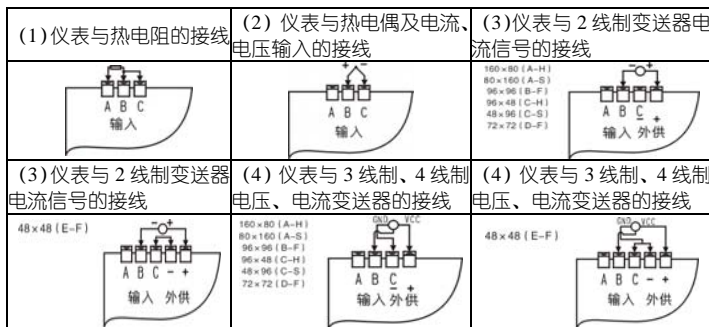 (1)仪表与热电阻的接线
(2) 仪表与热电偶及电流、
电压输入的接线
(3)仪表与 2 线制变送器电
流信号的接线
A B C
输入
+ -
A B C
输入
160×80 (A-H)
80×160 (A-S)
96×96 (B-F)
96×48 (C-H)
48×96 (C-S)
72×72 (D-F)
- +
A B C
- +
输入 外供
(3) 仪表与 2 线制变送器
电流信号的接线
(4) 仪表与 3 线制、4 线制
电压、电流变送器的接线
(4) 仪表与 3 线制、4 线制
电压、电流变送器的接线
48×48 (E-F)
- +
A B C - +
输入 外供
160×80 (A-H)
80×160 (A-S)
96×96 (B-F)
96×48 (C-H)
48×96 (C-S)
72×72 (D-F)
GND VCC
A B C
- +
输入 外供
48×48 (E-F)
GND VCC
A B C - +
输入 外供